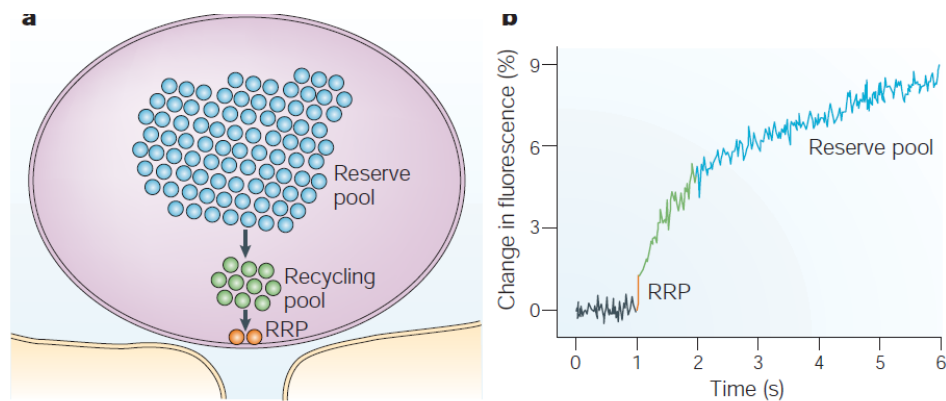 a
Reserve
pool
Recycling
pool
RRP
b
Change in fluorescence (%)
9
6
3
0
Reserve pool
RRP
0 1 2 3 4 5 6
Time (s)